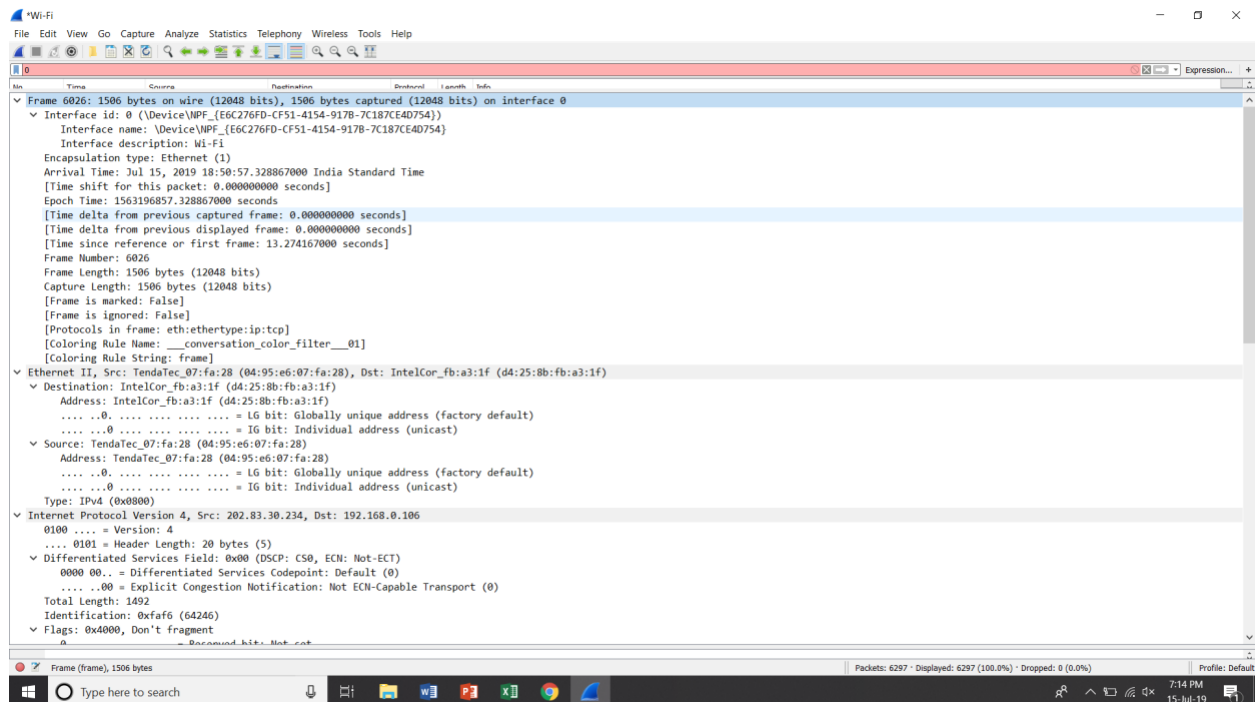 *Wi-Fi
File Edit View Go Capture Analyze Statistics Telephony Wireless Tools Help
0 Expression... +
No. Time Source Destination Protocol Length Info
Frame 6026: 1506 bytes on wire (12048 bits), 1506 bytes captured (12048 bits) on interface 0
Interface id: 0 (\Device\NPF_{E6C276FD-CF51-4154-917B-7C187CE4D754})
Interface name: \Device\NPF_{E6C276FD-CF51-4154-917B-7C187CE4D754}
Interface description: Wi-Fi
Encapsulation type: Ethernet (1)
Arrival Time: Jul 15, 2019 18:50:57.328867000 India Standard Time
[Time shift for this packet: 0.000000000 seconds]
Epoch Time: 1563196857.328867000 seconds
[Time delta from previous captured frame: 0.000000000 seconds]
[Time delta from previous displayed frame: 0.000000000 seconds]
[Time since reference or first frame: 13.274167000 seconds]
Frame Number: 6026
Frame Length: 1506 bytes (12048 bits)
Capture Length: 1506 bytes (12048 bits)
[Frame is marked: False]
[Frame is ignored: False]
[Protocols in frame: eth:ethertype:ip:tcp]
[Coloring Rule Name: ___conversation_color_filter___01]
[Coloring Rule String: frame]
Ethernet II, Src: TendaTec_07:fa:28 (04:95:e6:07:fa:28), Dst: IntelCor_fb:a3:1f (d4:25:8b:fb:a3:1f)
Destination: IntelCor_fb:a3:1f (d4:25:8b:fb:a3:1f)
Address: IntelCor_fb:a3:1f (d4:25:8b:fb:a3:1f)
.... ..0. .... .... .... .... = LG bit: Globally unique address (factory default)
.... ...0 .... .... .... .... = IG bit: Individual address (unicast)
Source: TendaTec_07:fa:28 (04:95:e6:07:fa:28)
Address: TendaTec_07:fa:28 (04:95:e6:07:fa:28)
.... ..0. .... .... .... .... = LG bit: Globally unique address (factory default)
.... ...0 .... .... .... .... = IG bit: Individual address (unicast)
Type: IPv4 (0x0800)
Internet Protocol Version 4, Src: 202.83.30.234, Dst: 192.168.0.106
0100 .... = Version: 4
.... 0101 = Header Length: 20 bytes (5)
Differentiated Services Field: 0x00 (DSCP: CS0, ECN: Not-ECT)
0000 00.. = Differentiated Services Codepoint: Default (0)
.... ..00 = Explicit Congestion Notification: Not ECN-Capable Transport (0)
Total Length: 1492
Identification: 0xfaf6 (64246)
Flags: 0x4000, Don't fragment
0... = Reserved bit: Not set
Frame (frame), 1506 bytes Packets: 6297 · Displayed: 6297 (100.0%) · Dropped: 0 (0.0%) Profile: Default
Type here to search 7:14 PM
15-Jul-19